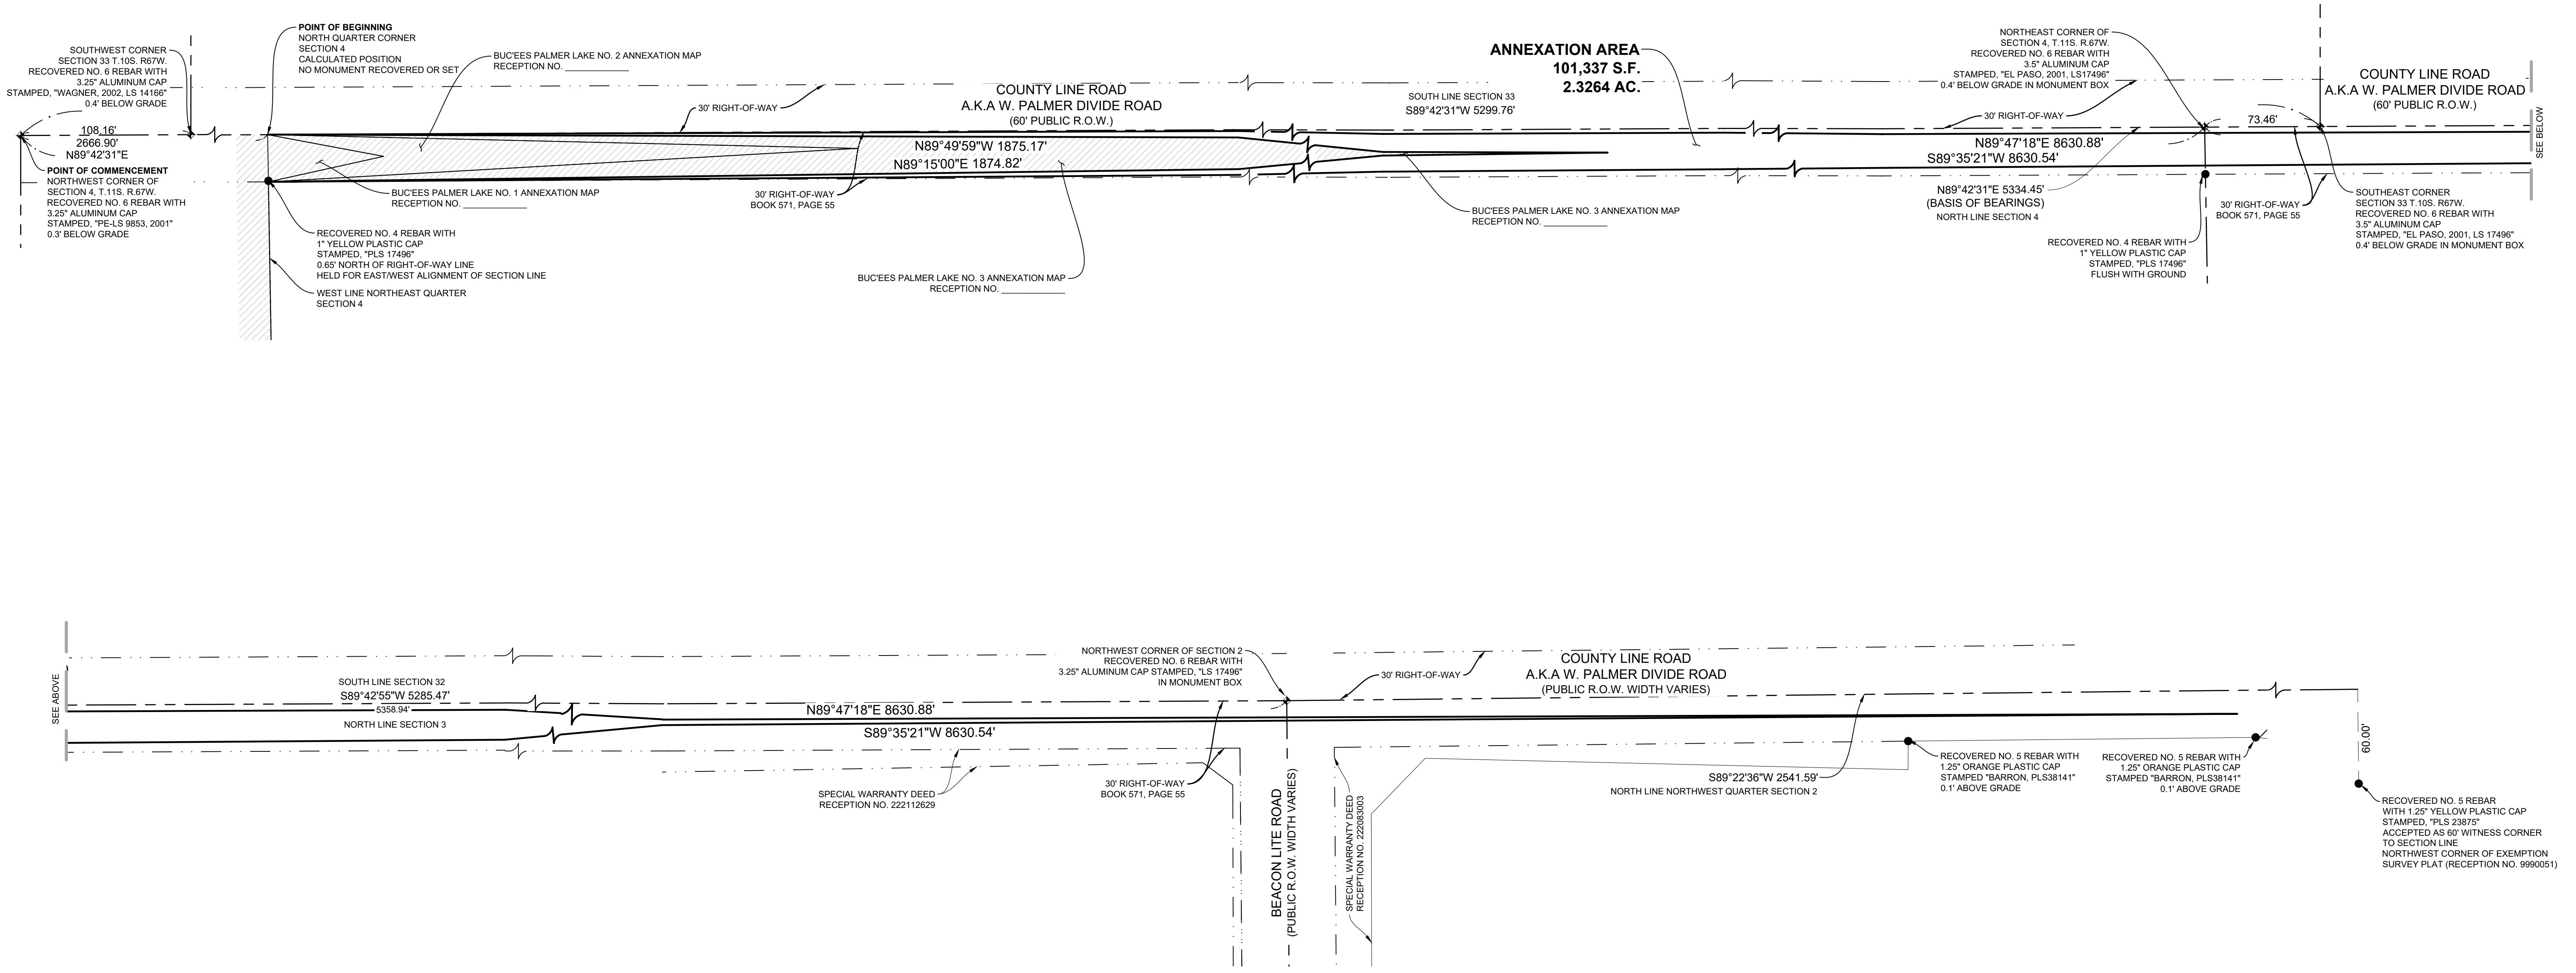 SOUTHWEST CORNER
SECTION 33 T.10S. R67W.
RECOVERED NO. 6 REBAR WITH
3.25" ALUMINUM CAP
STAMPED, "WAGNER, 2002, LS 14166"
0.4' BELOW GRADE
108.16'
2666.90'
N89°42'31"E
POINT OF COMMENCEMENT
NORTHWEST CORNER OF
SECTION 4, T.11S. R.67W.
RECOVERED NO. 6 REBAR WITH
3.25" ALUMINUM CAP
STAMPED, "PE-LS 9853, 2001"
0.3' BELOW GRADE
POINT OF BEGINNING
NORTH QUARTER CORNER
SECTION 4
CALCULATED POSITION
NO MONUMENT RECOVERED OR SET
BUC'EES PALMER LAKE NO. 2 ANNEXATION MAP
RECEPTION NO. _____________
BUC'EES PALMER LAKE NO. 1 ANNEXATION MAP
RECEPTION NO. _____________
RECOVERED NO. 4 REBAR WITH
1" YELLOW PLASTIC CAP
STAMPED, "PLS 17496"
0.65' NORTH OF RIGHT-OF-WAY LINE
HELD FOR EAST/WEST ALIGNMENT OF SECTION LINE
WEST LINE NORTHEAST QUARTER
SECTION 4
30' RIGHT-OF-WAY
COUNTY LINE ROAD
A.K.A W. PALMER DIVIDE ROAD
(60' PUBLIC R.O.W.)
N89°49'59"W 1875.17'
N89°15'00"E 1874.82'
30' RIGHT-OF-WAY
BOOK 571, PAGE 55
BUC'EES PALMER LAKE NO. 3 ANNEXATION MAP
RECEPTION NO. _____________
ANNEXATION AREA
101,337 S.F.
2.3264 AC.
SOUTH LINE SECTION 33
S89°42'31"W 5299.76'
BUC'EES PALMER LAKE NO. 3 ANNEXATION MAP
RECEPTION NO. _____________
NORTHEAST CORNER OF
SECTION 4, T.11S. R.67W.
RECOVERED NO. 6 REBAR WITH
3.5" ALUMINUM CAP
STAMPED, "EL PASO, 2001, LS17496"
0.4' BELOW GRADE IN MONUMENT BOX
30' RIGHT-OF-WAY
N89°47'18"E 8630.88'
S89°35'21"W 8630.54'
N89°42'31"E 5334.45'
(BASIS OF BEARINGS)
NORTH LINE SECTION 4
RECOVERED NO. 4 REBAR WITH
1" YELLOW PLASTIC CAP
STAMPED, "PLS 17496"
FLUSH WITH GROUND
73.46'
COUNTY LINE ROAD
A.K.A W. PALMER DIVIDE ROAD
(60' PUBLIC R.O.W.)
30' RIGHT-OF-WAY
BOOK 571, PAGE 55
SOUTHEAST CORNER
SECTION 33 T.10S. R67W.
RECOVERED NO. 6 REBAR WITH
3.5" ALUMINUM CAP
STAMPED, "EL PASO, 2001, LS 17496"
0.4' BELOW GRADE IN MONUMENT BOX
SEE BELOW
SEE ABOVE
SOUTH LINE SECTION 32
S89°42'55"W 5285.47'
5358.94'
NORTH LINE SECTION 3
N89°47'18"E 8630.88'
S89°35'21"W 8630.54'
SPECIAL WARRANTY DEED
RECEPTION NO. 222112629
NORTHWEST CORNER OF SECTION 2
RECOVERED NO. 6 REBAR WITH
3.25" ALUMINUM CAP STAMPED, "LS 17496"
IN MONUMENT BOX
30' RIGHT-OF-WAY
BOOK 571, PAGE 55
30' RIGHT-OF-WAY
COUNTY LINE ROAD
A.K.A W. PALMER DIVIDE ROAD
(PUBLIC R.O.W. WIDTH VARIES)
BEACON LITE ROAD
(PUBLIC R.O.W. WIDTH VARIES)
SPECIAL WARRANTY DEED
RECEPTION NO. 222083003
S89°22'36"W 2541.59'
NORTH LINE NORTHWEST QUARTER SECTION 2
RECOVERED NO. 5 REBAR WITH
1.25" ORANGE PLASTIC CAP
STAMPED "BARRON, PLS38141"
0.1' ABOVE GRADE
RECOVERED NO. 5 REBAR WITH
1.25" ORANGE PLASTIC CAP
STAMPED "BARRON, PLS38141"
0.1' ABOVE GRADE
60.00'
RECOVERED NO. 5 REBAR
WITH 1.25" YELLOW PLASTIC CAP
STAMPED, "PLS 23875"
ACCEPTED AS 60' WITNESS CORNER
TO SECTION LINE
NORTHWEST CORNER OF EXEMPTION
SURVEY PLAT (RECEPTION NO. 9990051)